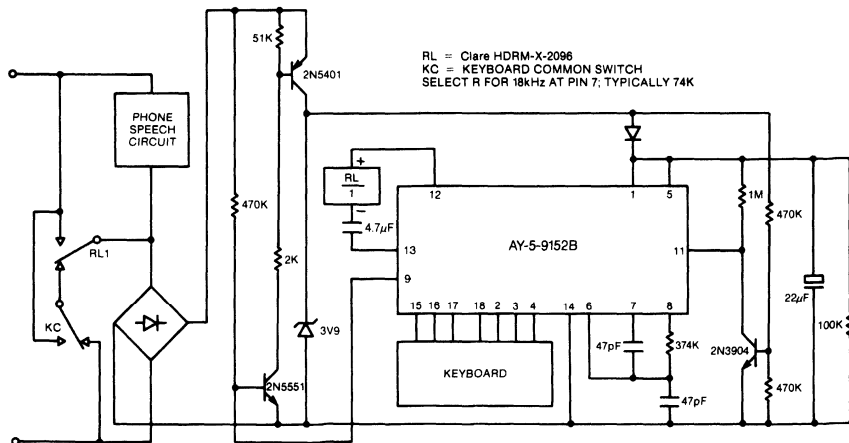 RL = Clare HDRM-X-2096
KC = KEYBOARD COMMON SWITCH
SELECT R FOR 18kHz AT PIN 7; TYPICALLY 74K
51K
2N5401
PHONE
SPEECH
CIRCUIT
+
RL
1
−
12
1
5
1M
470K
470K
4.7µF
13
AY-5-9152B
11
RL1
2K
9
22µF
15
16
17
18
2
3
4
14
6
7
8
100K
KC
3V9
47pF
374K
2N3904
KEYBOARD
2N5551
470K
47pF